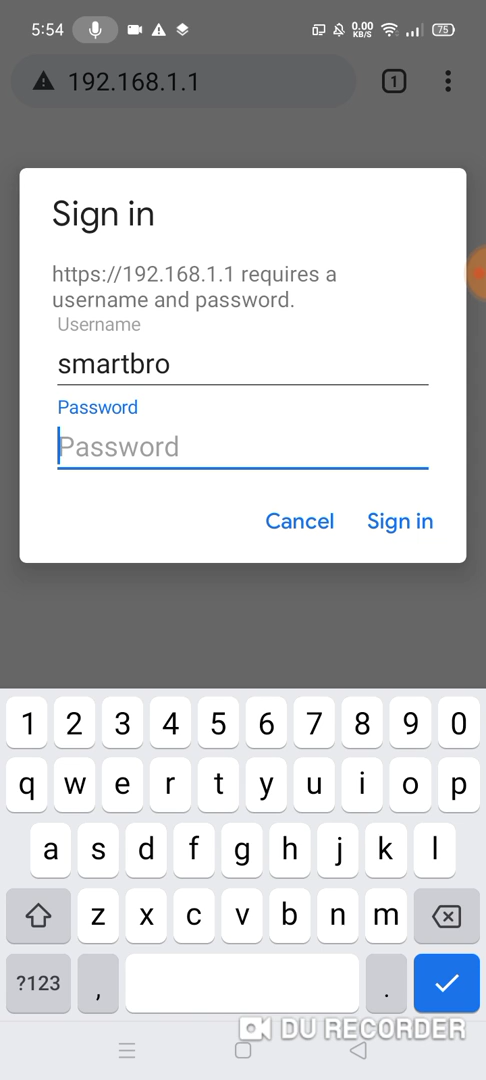 5:54 0.00 KB/S 75
192.168.1.1 1
Sign in
https://192.168.1.1 requires a
username and password.
Username
smartbro
Password
Password
Cancel Sign in
1 2 3 4 5 6 7 8 9 0
q w e r t y u i o p
a s d f g h j k l
z x c v b n m
?123 , .
DU RECORDER